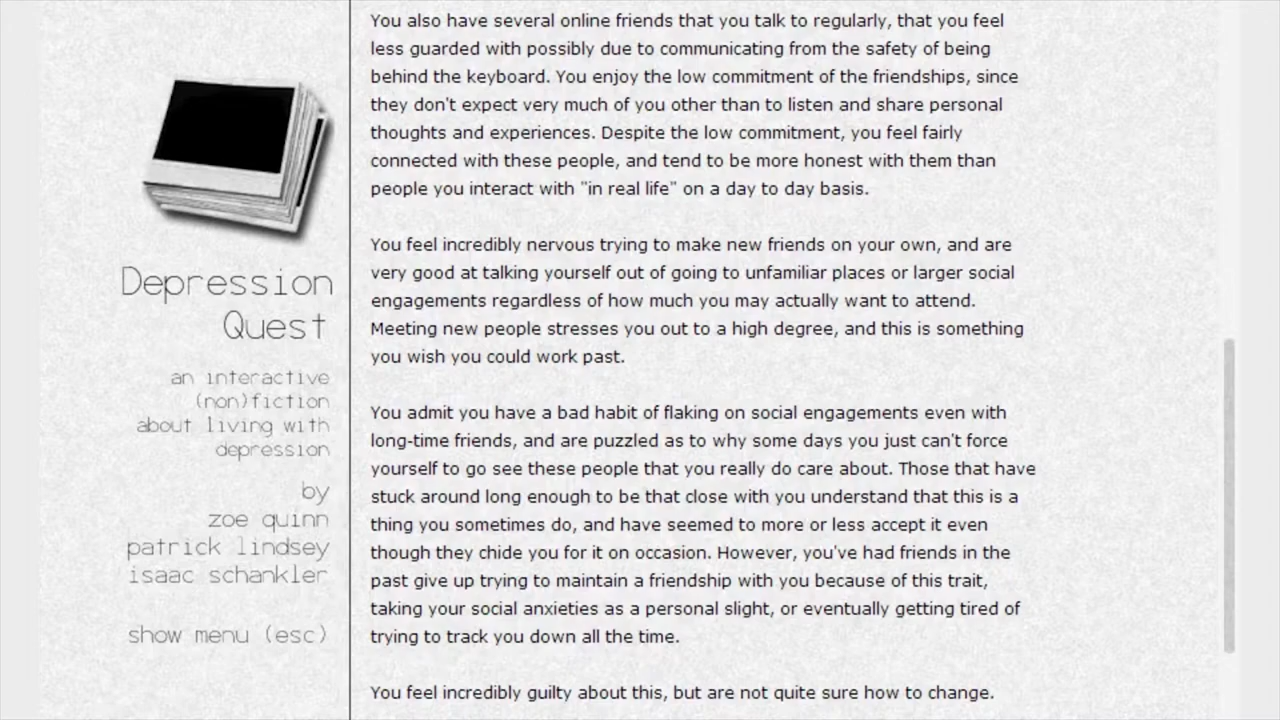 Depression
Quest
an interactive
(non)fiction
about living with
depression
by
zoe quinn
patrick lindsey
isaac schankler
show menu (esc)
You also have several online friends that you talk to regularly, that you feel
less guarded with possibly due to communicating from the safety of being
behind the keyboard. You enjoy the low commitment of the friendships, since
they don't expect very much of you other than to listen and share personal
thoughts and experiences. Despite the low commitment, you feel fairly
connected with these people, and tend to be more honest with them than
people you interact with "in real life" on a day to day basis.
You feel incredibly nervous trying to make new friends on your own, and are
very good at talking yourself out of going to unfamiliar places or larger social
engagements regardless of how much you may actually want to attend.
Meeting new people stresses you out to a high degree, and this is something
you wish you could work past.
You admit you have a bad habit of flaking on social engagements even with
long-time friends, and are puzzled as to why some days you just can't force
yourself to go see these people that you really do care about. Those that have
stuck around long enough to be that close with you understand that this is a
thing you sometimes do, and have seemed to more or less accept it even
though they chide you for it on occasion. However, you've had friends in the
past give up trying to maintain a friendship with you because of this trait,
taking your social anxieties as a personal slight, or eventually getting tired of
trying to track you down all the time.
You feel incredibly guilty about this, but are not quite sure how to change.